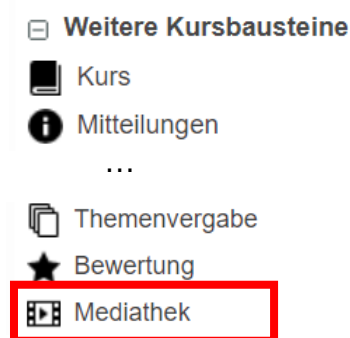 Weitere Kursbausteine
Kurs
Mitteilungen
...
Themenvergabe
Bewertung
Mediathek